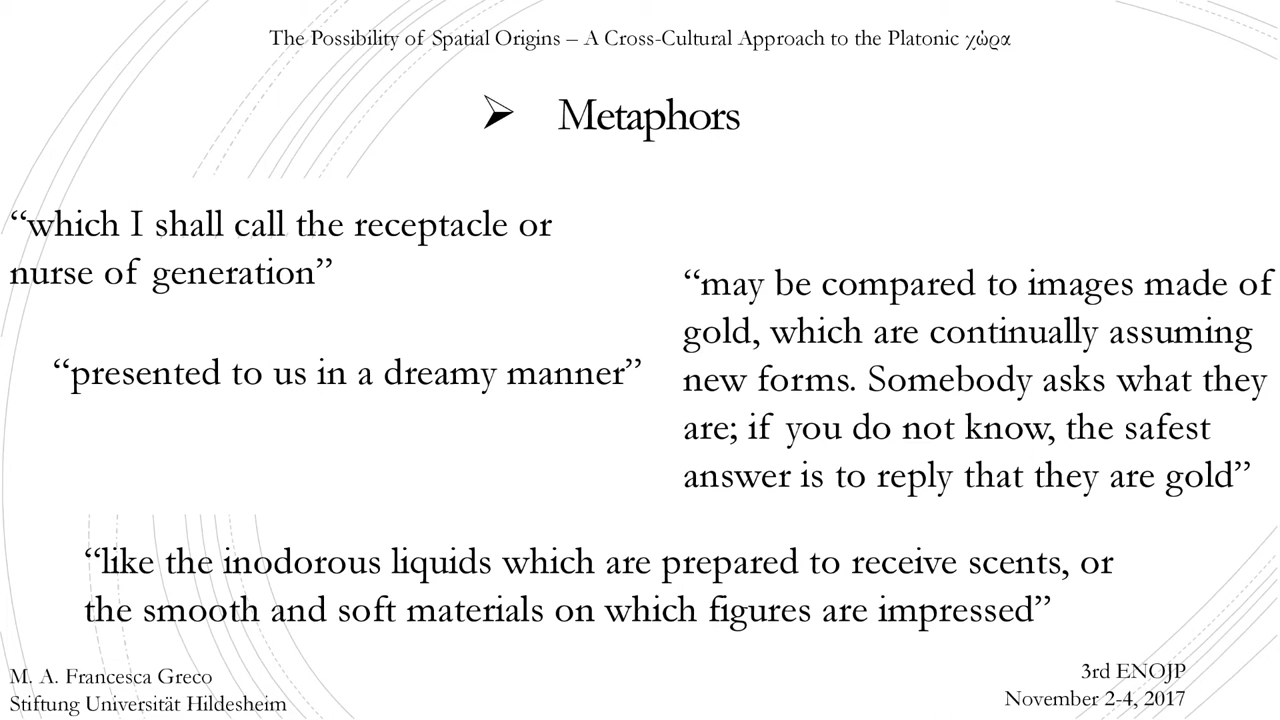 The Possibility of Spatial Origins – A Cross-Cultural Approach to the Platonic χώρα
➢ Metaphors
“which I shall call the receptacle or
nurse of generation”
“presented to us in a dreamy manner”
“may be compared to images made of
gold, which are continually assuming
new forms. Somebody asks what they
are; if you do not know, the safest
answer is to reply that they are gold”
“like the inodorous liquids which are prepared to receive scents, or
the smooth and soft materials on which figures are impressed”
M. A. Francesca Greco
Stiftung Universität Hildesheim
3rd ENOJP
November 2-4, 2017